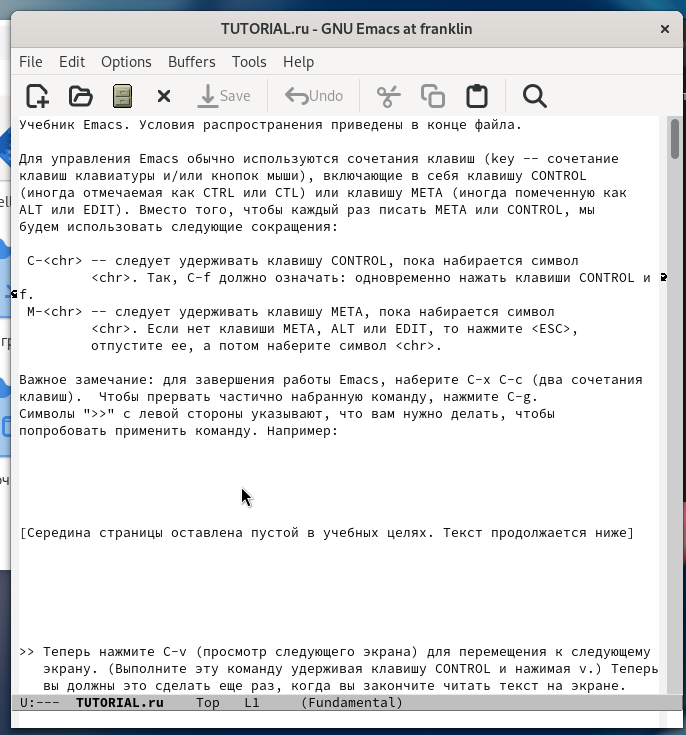 TUTORIAL.ru - GNU Emacs at franklin
File Edit Options Buffers Tools Help
Save Undo
Учебник Emacs. Условия распространения приведены в конце файла.
Для управления Emacs обычно используются сочетания клавиш (key -- сочетание
клавиш клавиатуры и/или кнопок мыши), включающие в себя клавишу CONTROL
(иногда отмечаемая как CTRL или CTL) или клавишу META (иногда помеченную как
ALT или EDIT). Вместо того, чтобы каждый раз писать META или CONTROL, мы
будем использовать следующие сокращения:
C-<chr> -- следует удерживать клавишу CONTROL, пока набирается символ
<chr>. Так, C-f должно означать: одновременно нажать клавиши CONTROL и
f.
M-<chr> -- следует удерживать клавишу META, пока набирается символ
<chr>. Если нет клавиши META, ALT или EDIT, то нажмите <ESC>,
отпустите ее, а потом наберите символ <chr>.
Важное замечание: для завершения работы Emacs, наберите C-x C-c (два сочетания
клавиш).  Чтобы прервать частично набранную команду, нажмите C-g.
Символы ">>" с левой стороны указывают, что вам нужно делать, чтобы
попробовать применить команду. Например:
[Середина страницы оставлена пустой в учебных целях. Текст продолжается ниже]
>> Теперь нажмите C-v (просмотр следующего экрана) для перемещения к следующему
экрану. (Выполните эту команду удерживая клавишу CONTROL и нажимая v.) Теперь
вы должны это сделать еще раз, когда вы закончите читать текст на экране.
U:--- TUTORIAL.ru Top L1 (Fundamental)